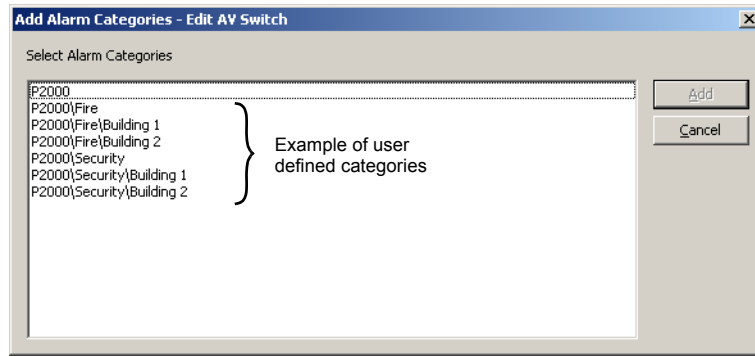 Add Alarm Categories - Edit AV Switch
Select Alarm Categories
P2000
P2000\Fire
P2000\Fire\Building 1
P2000\Fire\Building 2
P2000\Security
P2000\Security\Building 1
P2000\Security\Building 2
Example of user
defined categories
Add
Cancel